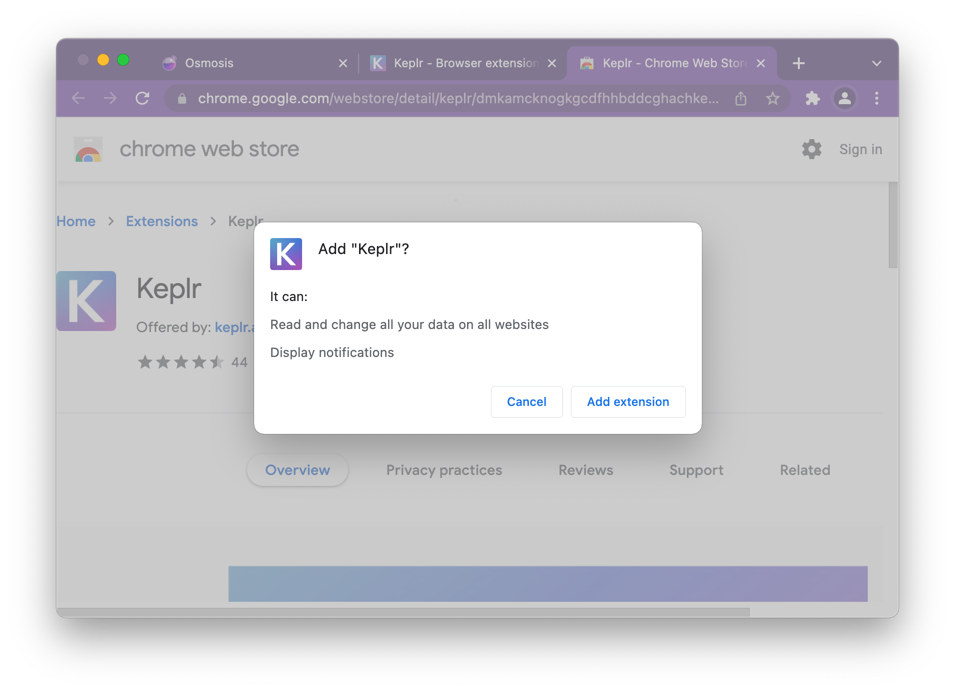 Osmosis
Keplr - Browser extension
Keplr - Chrome Web Store
chrome.google.com/webstore/detail/keplr/dmkamcknogkgcdfhhbddcghachke...
chrome web store
Sign in
Home > Extensions > Keplr
K
Add "Keplr"?
It can:
Read and change all your data on all websites
Display notifications
Cancel
Add extension
K
Keplr
Offered by: keplr.a
44
Overview
Privacy practices
Reviews
Support
Related